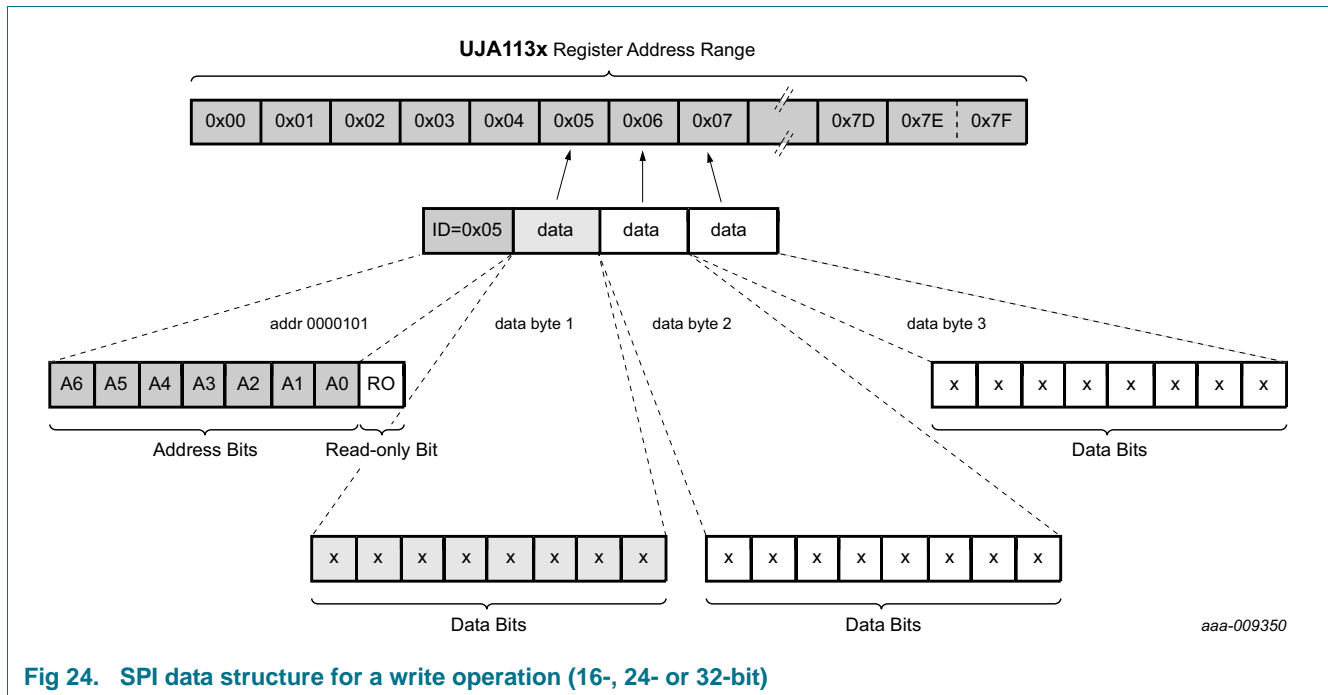 UJA113x Register Address Range
0x00 0x01 0x02 0x03 0x04 0x05 0x06 0x07 0x7D 0x7E 0x7F
ID=0x05 data data data
addr 0000101 data byte 1 data byte 2 data byte 3
A6 A5 A4 A3 A2 A1 A0 RO x x x x x x x x
Address Bits Read-only Bit Data Bits
x x x x x x x x x x x x x x x x
Data Bits Data Bits aaa-009350
Fig 24. SPI data structure for a write operation (16-, 24- or 32-bit)